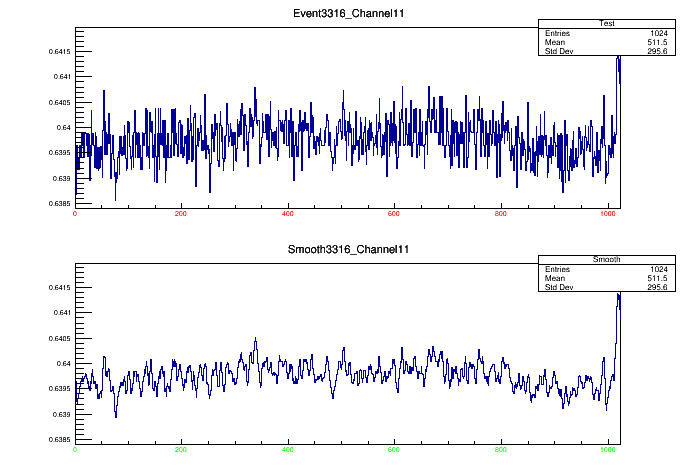 Event3316_Channel11
Test
Entries 1024
Mean 511.5
Std Dev 295.6
0.6415
0.641
0.6405
0.64
0.6395
0.639
0.6385
0 200 400 600 800 1000
Smooth3316_Channel11
Smooth
Entries 1024
Mean 511.5
Std Dev 295.6
0.6415
0.641
0.6405
0.64
0.6395
0.639
0.6385
0 200 400 600 800 1000